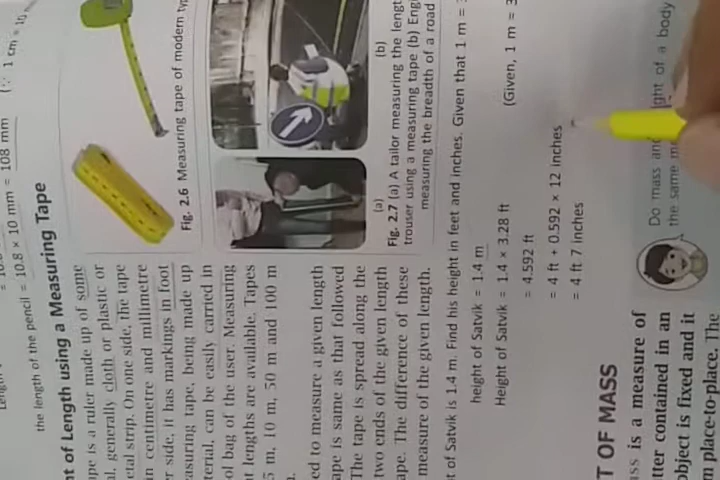 1 cm = 10
108 mm
the length of the pencil = 10.8 × 10 mm = 108 mm
nt of Length using a Measuring Tape
ape is a ruler made up of some
al, generally cloth or plastic or
etal strip. On one side, the tape
in centimetre and millimetre
r side, it has markings in foot
asuring tape, being made up
terial, can be easily carried in
ol bag of the user. Measuring
t lengths are available. Tapes
5 m, 10 m, 50 m and 100 m
Fig. 2.6 Measuring tape of modern typ
ed to measure a given length
ape is same as that followed
The tape is spread along the
two ends of the given length
ape. The difference of these
measure of the given length.
(a)
(b)
Fig. 2.7 (a) A tailor measuring the lengt
trouser using a measuring tape (b) Eng
measuring the breadth of a road
t of Satvik is 1.4 m. Find his height in feet and inches. Given that 1 m = 3
height of Satvik = 1.4 m
Height of Satvik = 1.4 × 3.28 ft
(Given, 1 m = 3
= 4.592 ft
= 4 ft + 0.592 × 12 inches
= 4 ft 7 inches
T OF MASS
ass is a measure of
tter contained in an
object is fixed and it
m place-to-place. The
Do mass and
ght of a body
the same